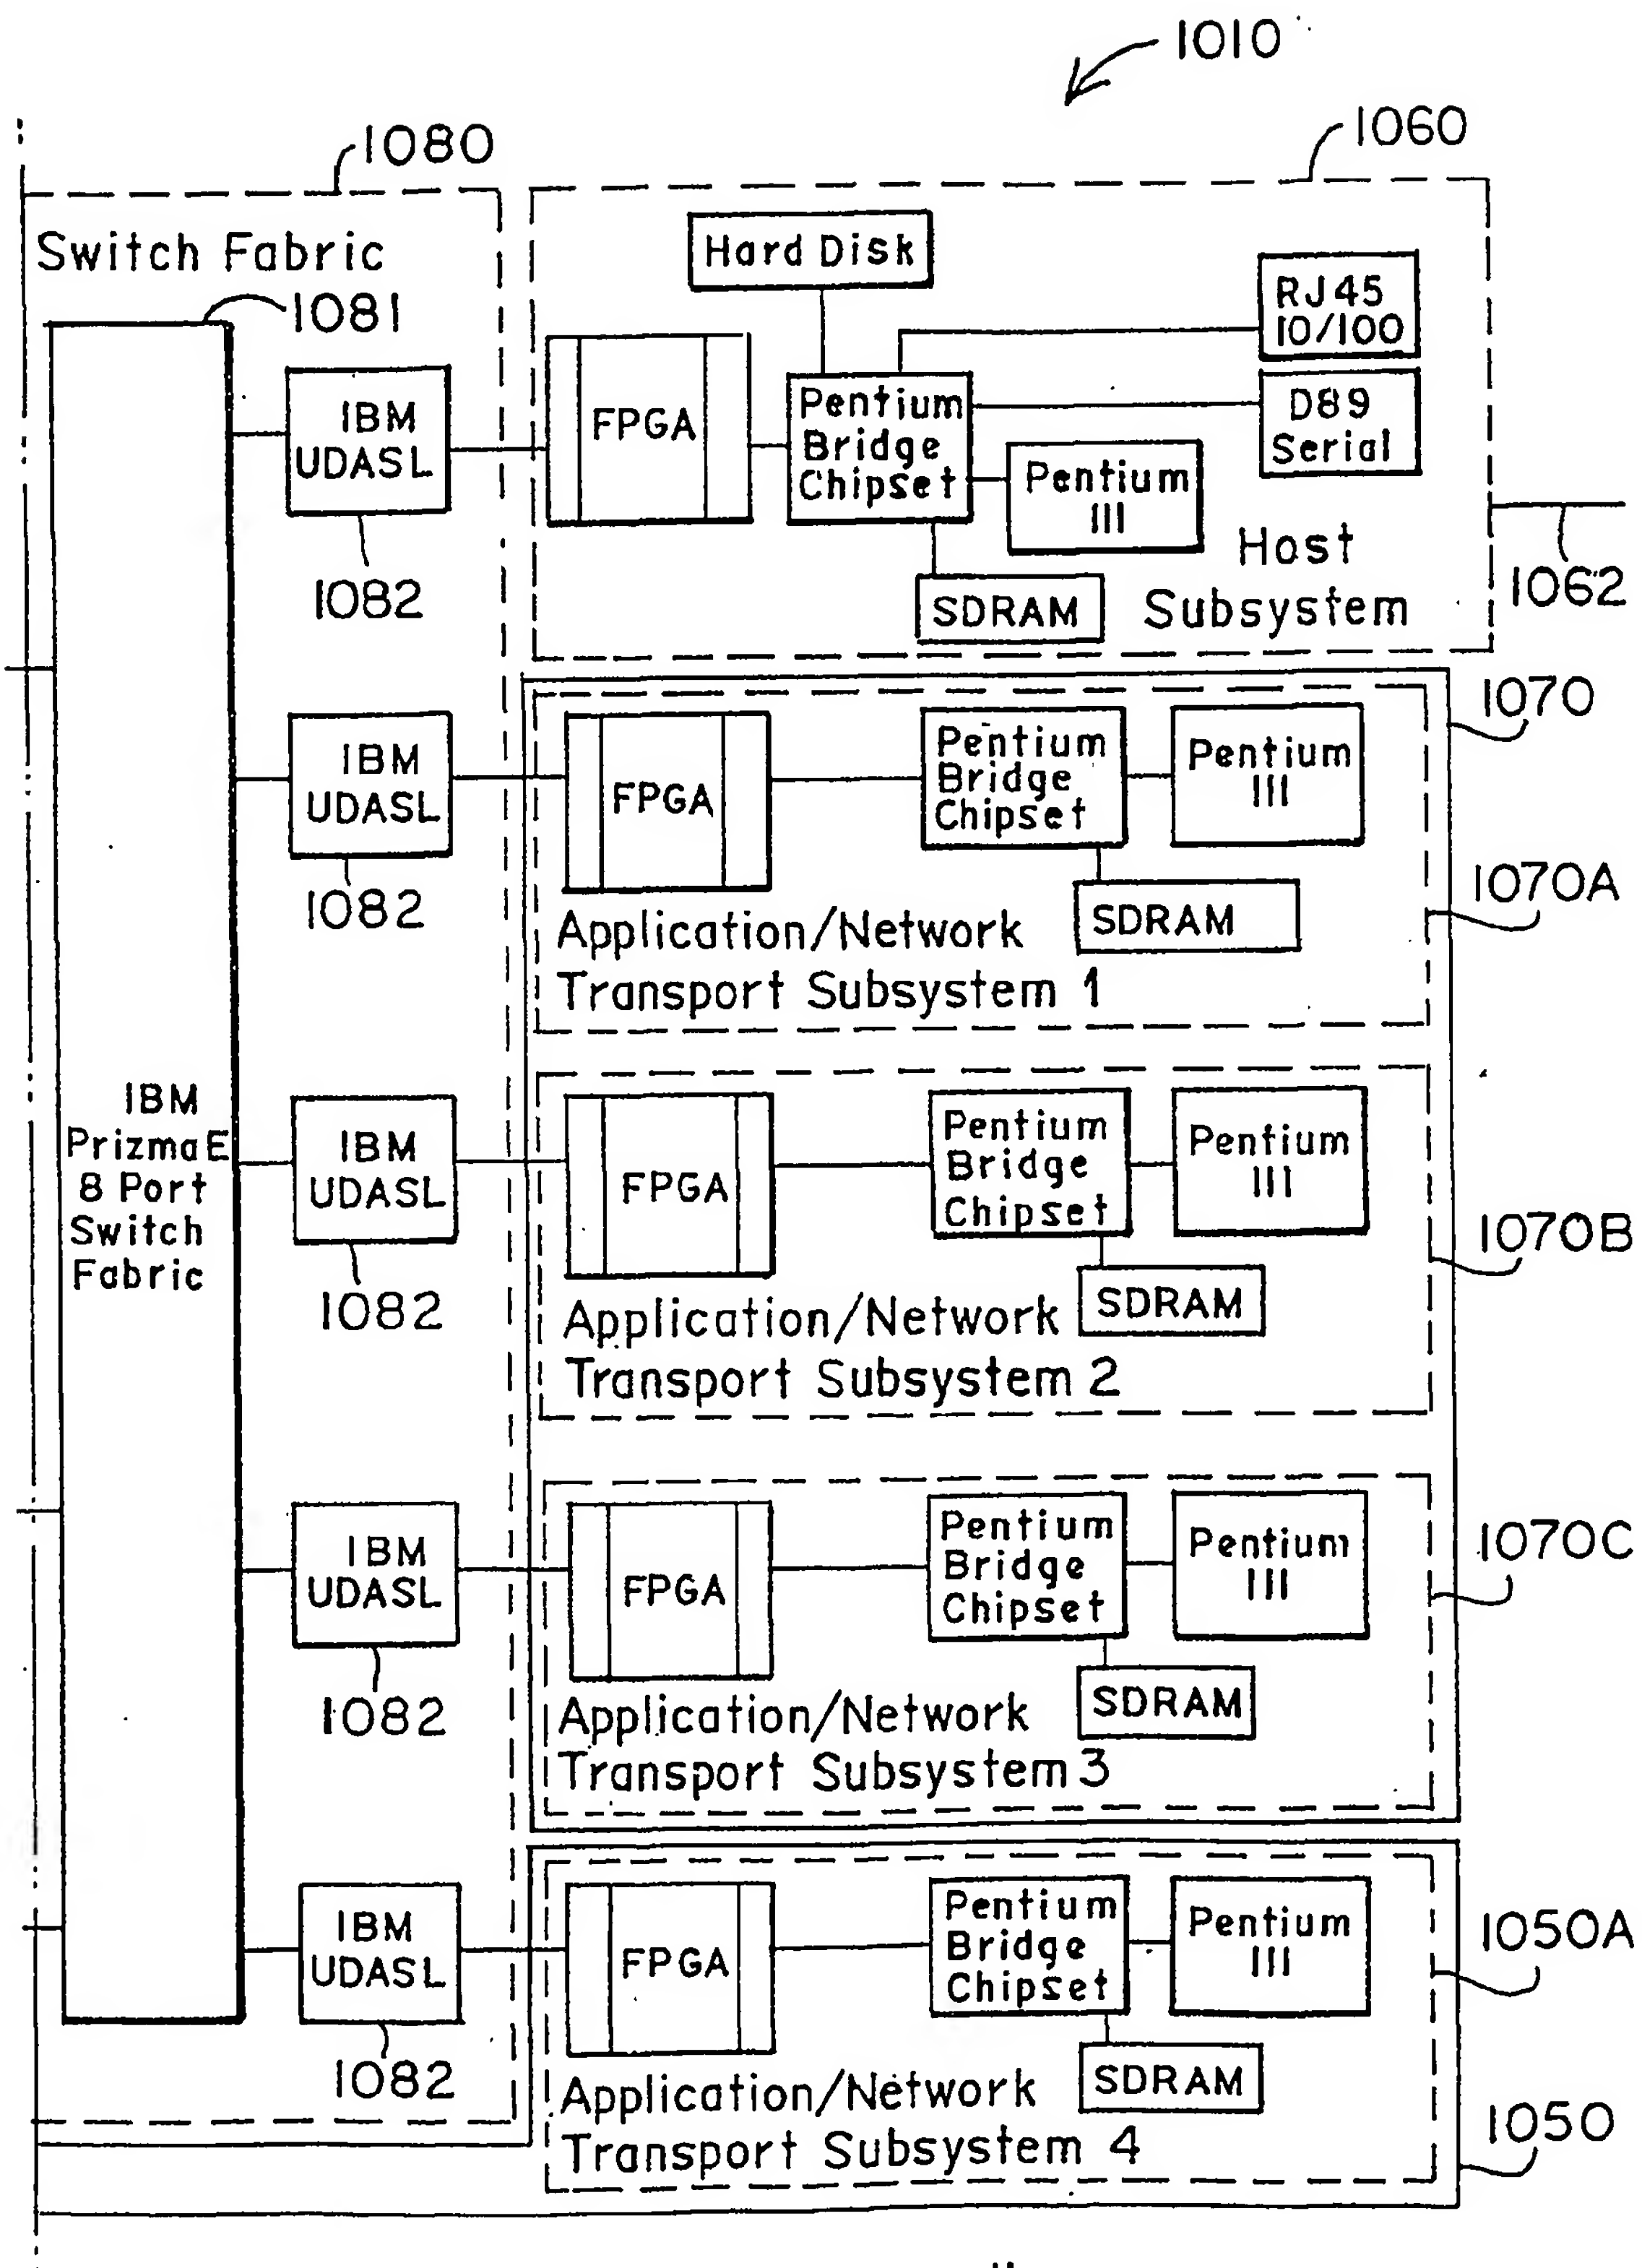 1010
1060
1080
Switch Fabric
1081
Hard Disk
RJ45
10/100
IBM
UDASL
FPGA
Pentium
Bridge
Chipset
D89
Serial
Pentium
III
1082
SDRAM
Host
Subsystem
1062
1070
IBM
UDASL
FPGA
Pentium
Bridge
Chipset
Pentium
III
1082
SDRAM
1070A
Application/Network
Transport Subsystem 1
IBM
PrizmaE
8 Port
Switch
Fabric
IBM
UDASL
FPGA
Pentium
Bridge
Chipset
Pentium
III
1082
SDRAM
1070B
Application/Network
Transport Subsystem 2
IBM
UDASL
FPGA
Pentium
Bridge
Chipset
Pentium
III
1070C
1082
SDRAM
Application/Network
Transport Subsystem 3
IBM
UDASL
FPGA
Pentium
Bridge
Chipset
Pentium
III
1050A
1082
SDRAM
Application/Network
Transport Subsystem 4
1050